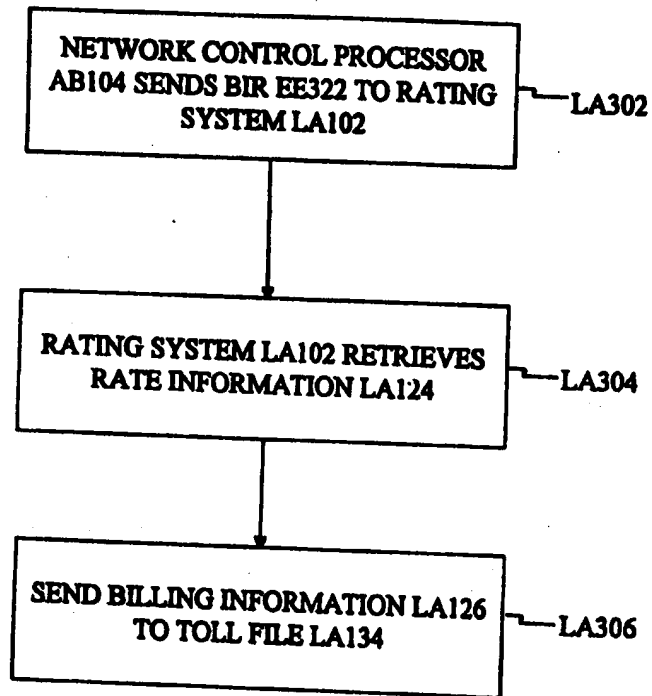 NETWORK CONTROL PROCESSOR
AB104 SENDS BIR EE322 TO RATING
SYSTEM LA102
LA302
RATING SYSTEM LA102 RETRIEVES
RATE INFORMATION LA124
LA304
SEND BILLING INFORMATION LA126
TO TOLL FILE LA134
LA306